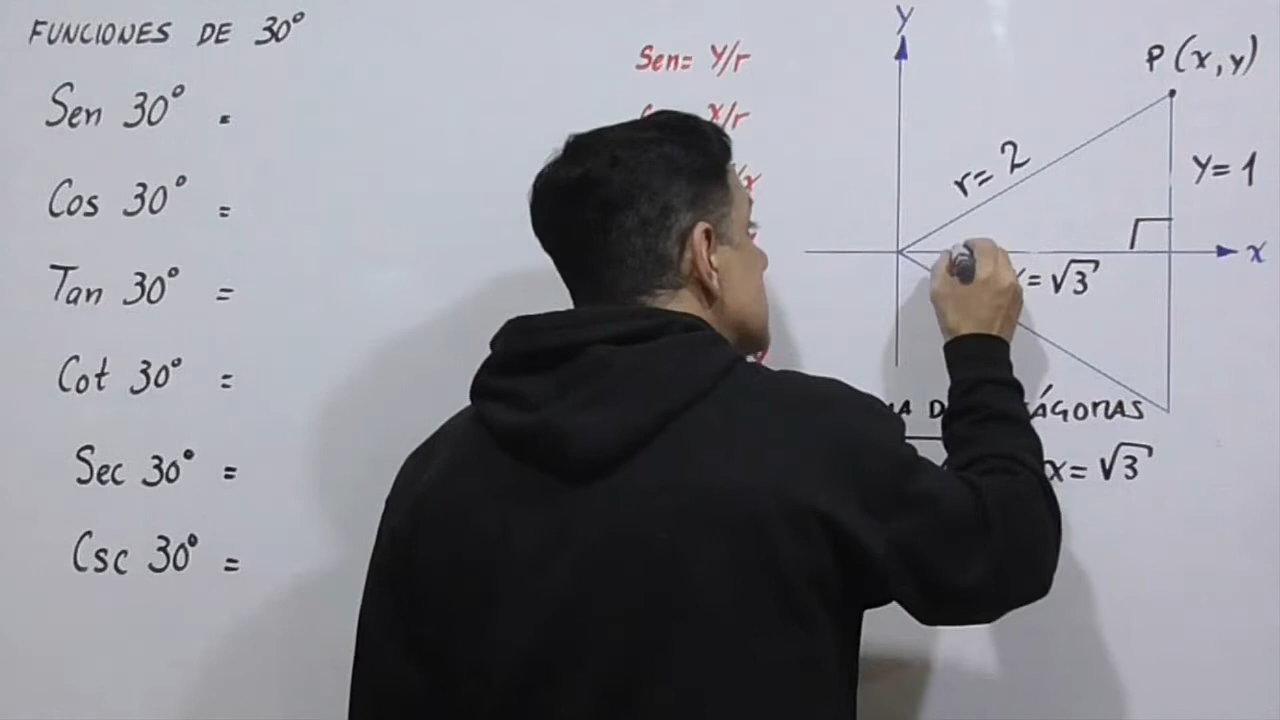 FUNCIONES DE 30°
Sen 30° =
Cos 30° =
Tan 30° =
Cot 30° =
Sec 30° =
Csc 30° =
Sen= Y/r
X/r
Y
P(x,y)
r=2
Y=1
X
= √3
x= √3